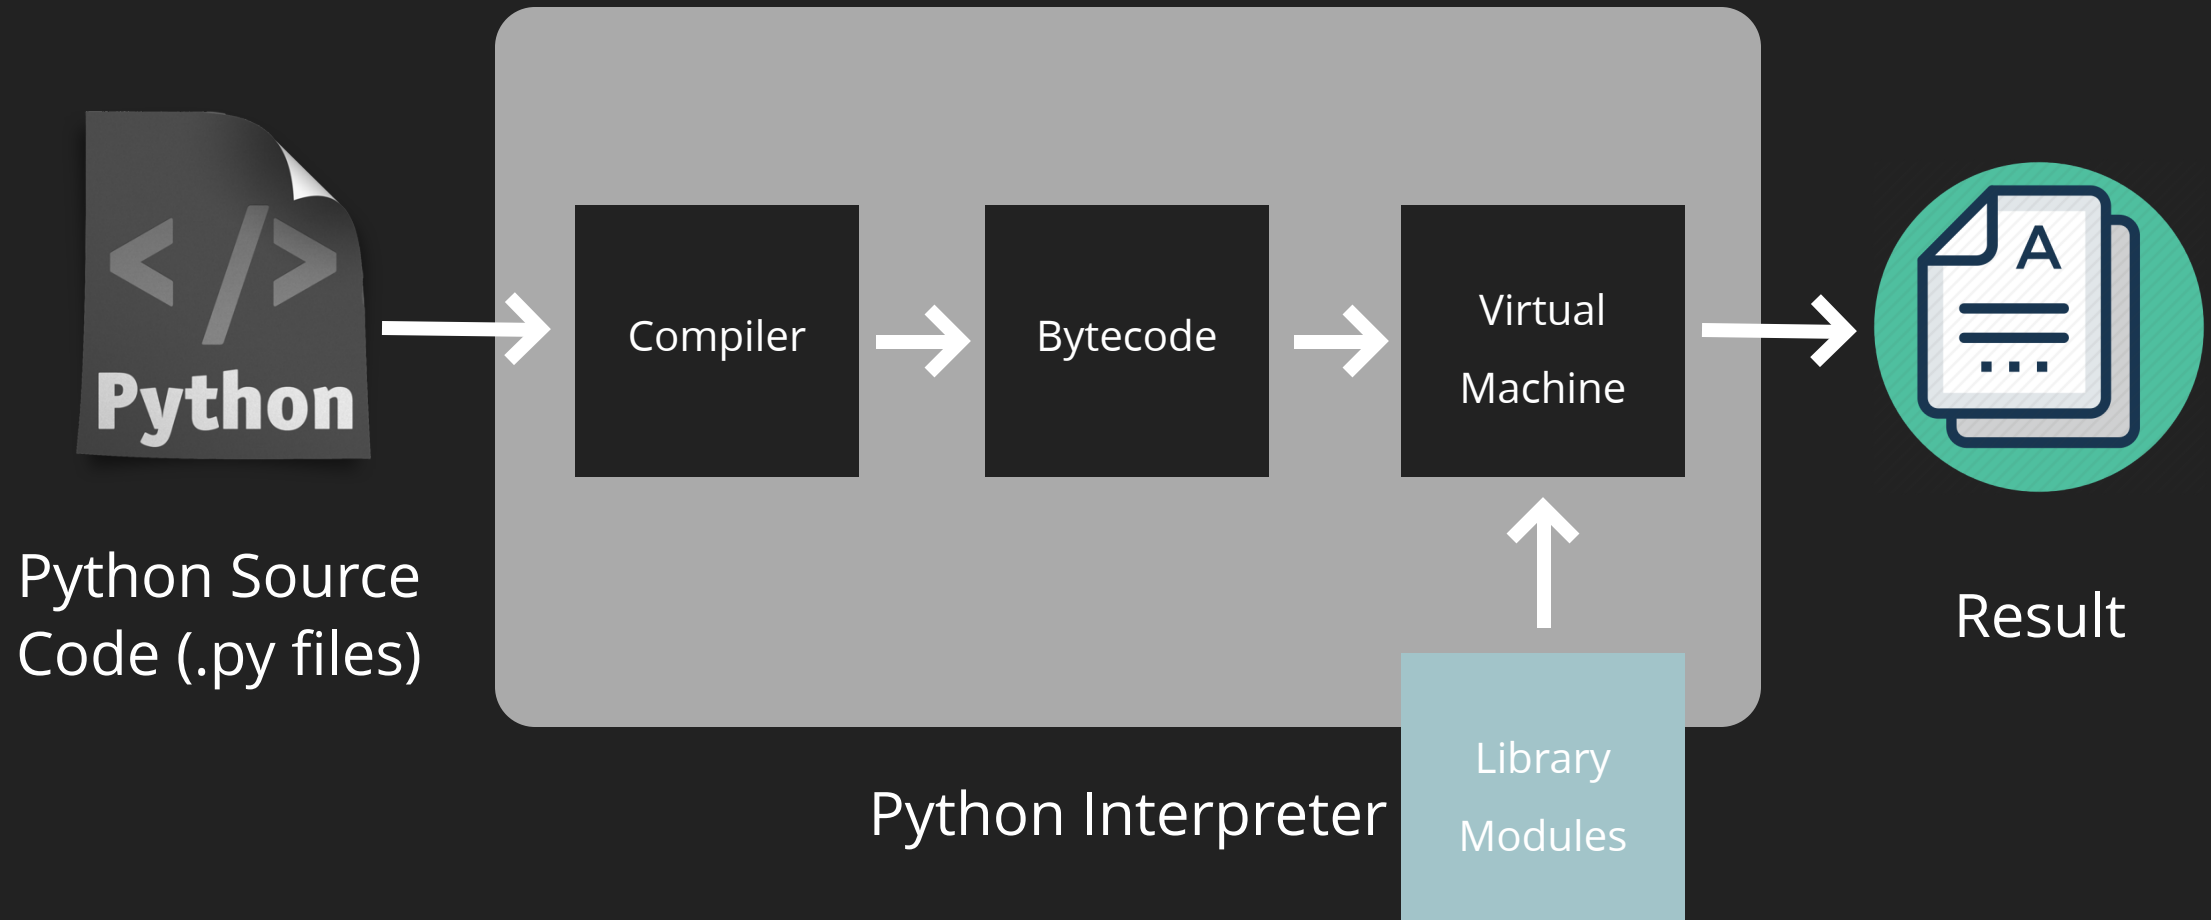 </>
Python
Python Source
Code (.py files)
Compiler
Bytecode
Virtual
Machine
Library
Modules
Python Interpreter
A
Result